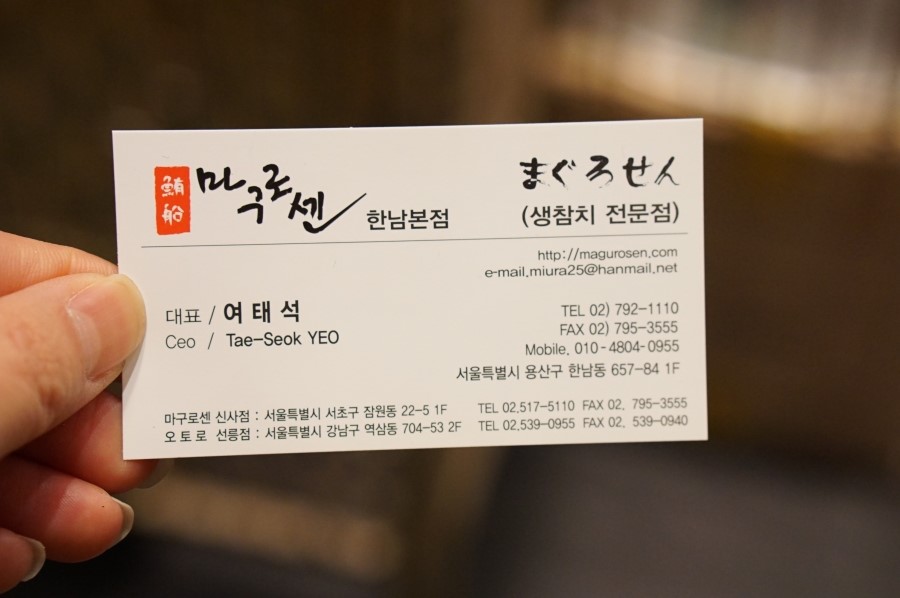 鮪船 마구로센 한남본점
まぐろせん
(생참치 전문점)
http://magurosen.com
e-mail.miura25@hanmail.net
대표 / 여 태 석
Ceo / Tae-Seok YEO
TEL 02) 792-1110
FAX 02) 795-3555
Mobile. 010-4804-0955
서울특별시 용산구 한남동 657-84 1F
마구로센 신사점 : 서울특별시 서초구 잠원동 22-5 1F TEL 02.517-5110 FAX 02. 795-3555
오 토 로 선릉점 : 서울특별시 강남구 역삼동 704-53 2F TEL 02.539-0955 FAX 02. 539-0940